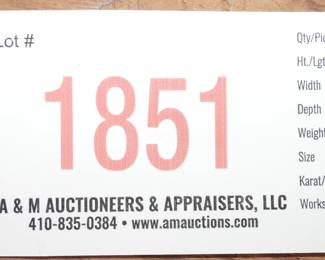 Lot #
1851
A & M AUCTIONEERS & APPRAISERS, LLC
410-835-0384 • www.amauctions.com
Qty/Pie
Ht./Lgt
Width
Depth
Weight
Size
Karat/
Works